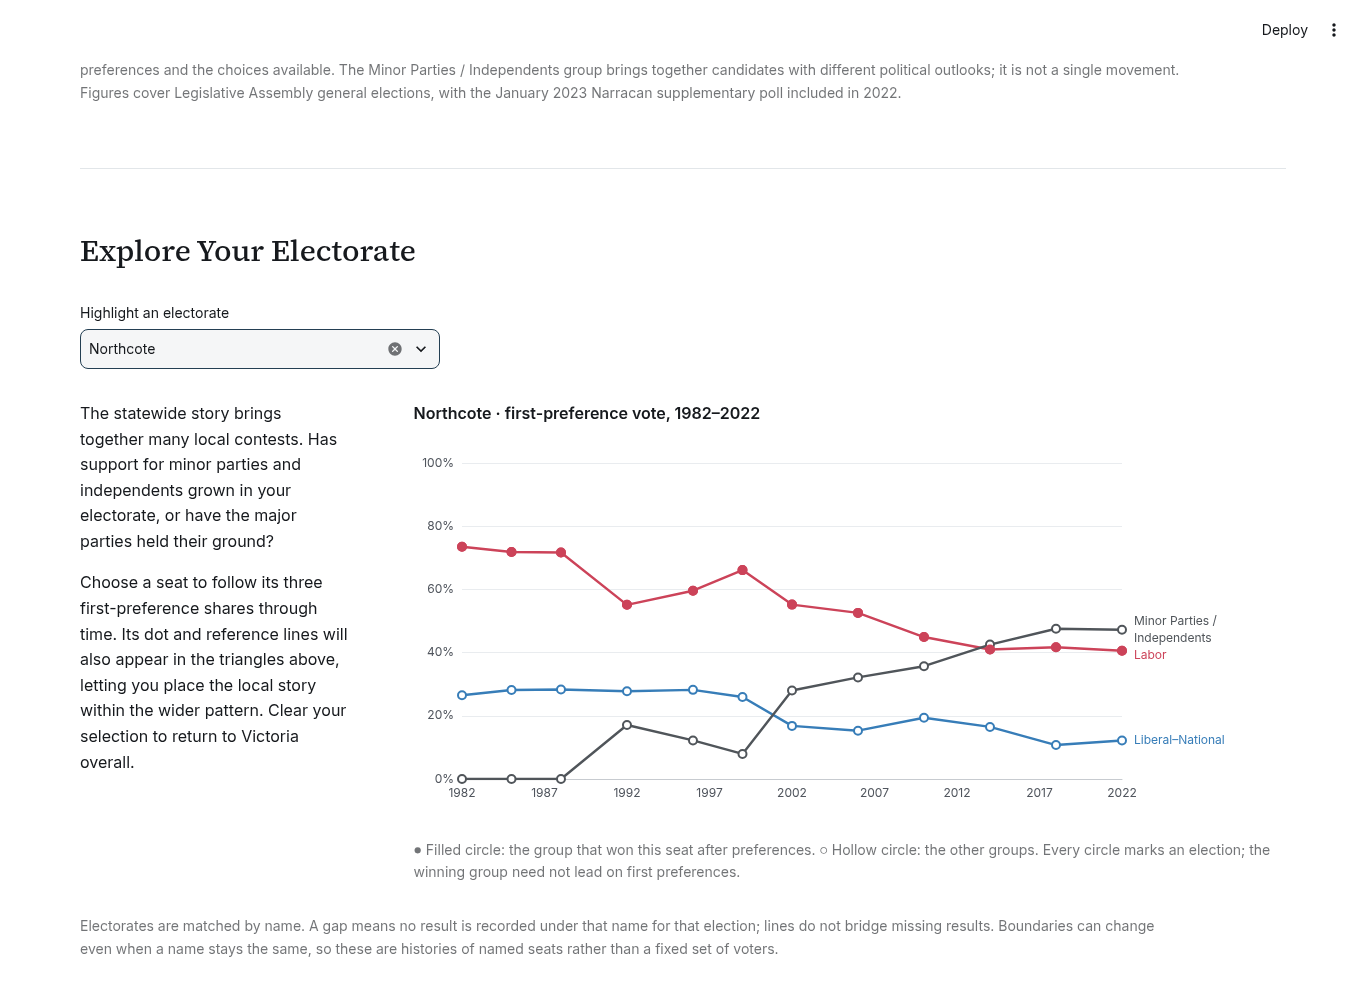 Deploy
preferences and the choices available. The Minor Parties / Independents group brings together candidates with different political outlooks; it is not a single movement.
Figures cover Legislative Assembly general elections, with the January 2023 Narracan supplementary poll included in 2022.
Explore Your Electorate
Highlight an electorate
Northcote
The statewide story brings
together many local contests. Has
support for minor parties and
independents grown in your
electorate, or have the major
parties held their ground?
Choose a seat to follow its three
first-preference shares through
time. Its dot and reference lines will
also appear in the triangles above,
letting you place the local story
within the wider pattern. Clear your
selection to return to Victoria
overall.
Northcote · first-preference vote, 1982–2022
100%
80%
60%
40%
20%
0%
1982 1987 1992 1997 2002 2007 2012 2017 2022
Minor Parties /
Independents
Labor
Liberal–National
● Filled circle: the group that won this seat after preferences. ○ Hollow circle: the other groups. Every circle marks an election; the
winning group need not lead on first preferences.
Electorates are matched by name. A gap means no result is recorded under that name for that election; lines do not bridge missing results. Boundaries can change
even when a name stays the same, so these are histories of named seats rather than a fixed set of voters.